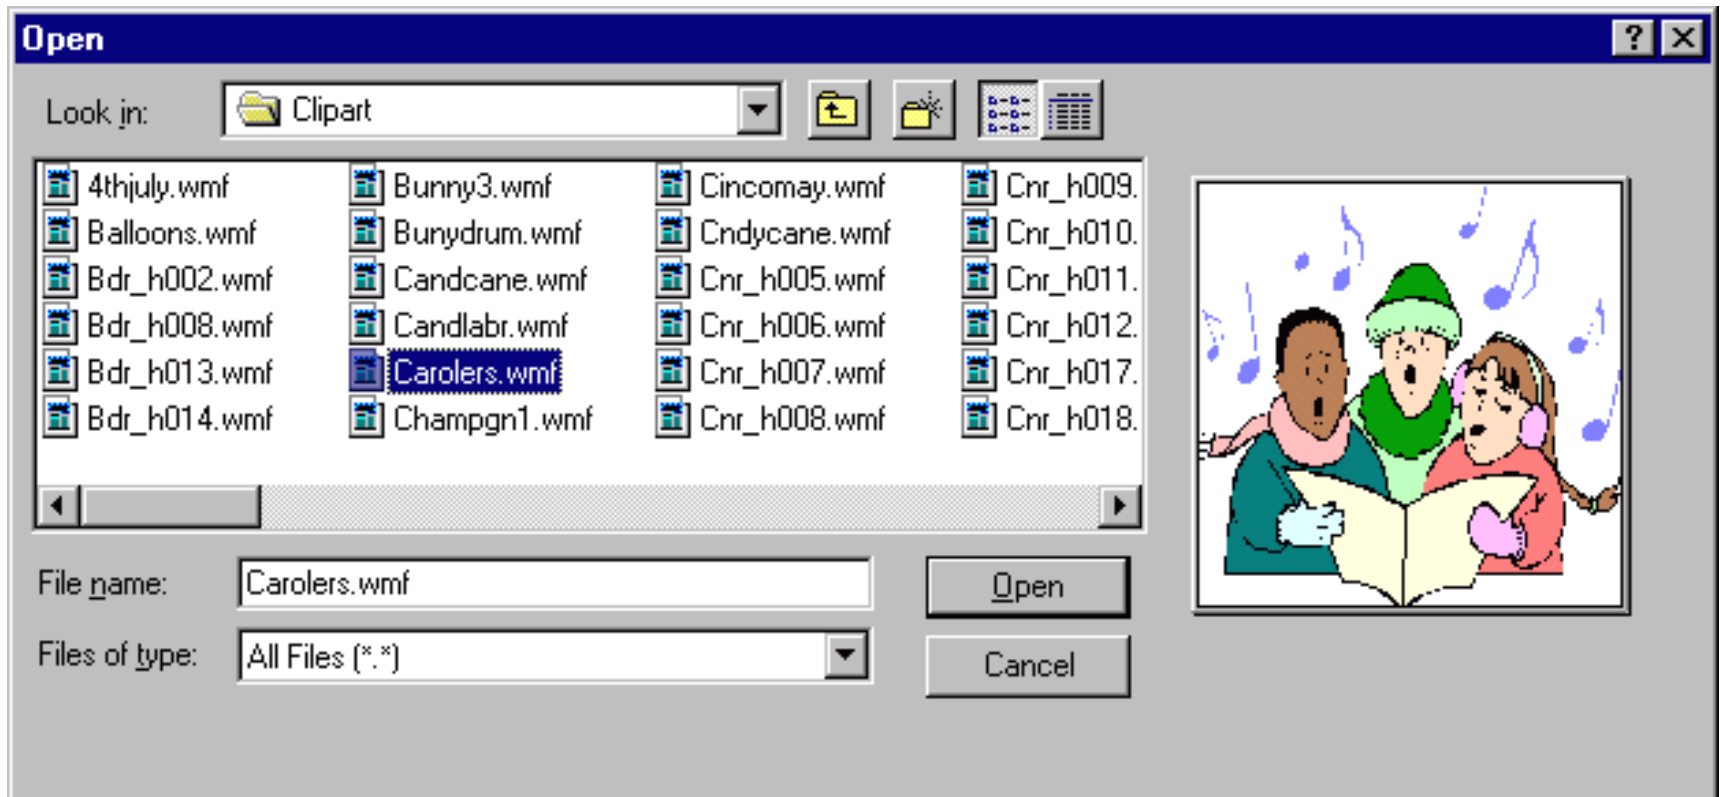 Open
Look in: Clipart
4thjuly.wmf Bunny3.wmf Cincomay.wmf Cnr_h009.
Balloons.wmf Bunydrum.wmf Cndycane.wmf Cnr_h010.
Bdr_h002.wmf Candcane.wmf Cnr_h005.wmf Cnr_h011.
Bdr_h008.wmf Candlabr.wmf Cnr_h006.wmf Cnr_h012.
Bdr_h013.wmf Carolers.wmf Cnr_h007.wmf Cnr_h017.
Bdr_h014.wmf Champgn1.wmf Cnr_h008.wmf Cnr_h018.
File name: Carolers.wmf Open
Files of type: All Files (*.*) Cancel